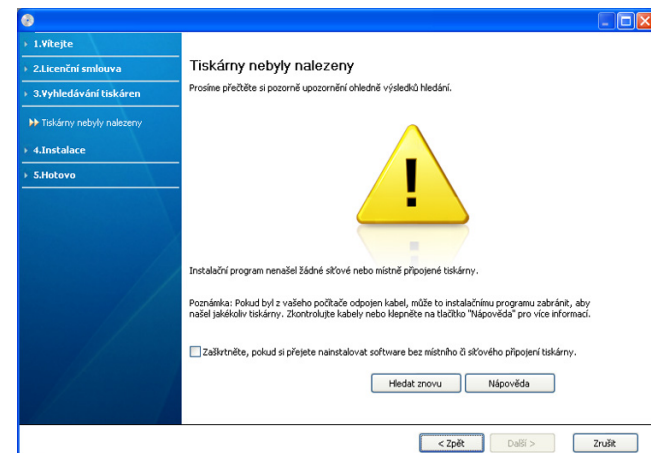 1.Vítejte
2.Licenční smlouva
3.Vyhledávání tiskáren
Tiskárny nebyly nalezeny
4.Instalace
5.Hotovo
Tiskárny nebyly nalezeny
Prosíme přečtěte si pozorně upozornění ohledně výsledků hledání.
Instalační program nenašel žádné síťové nebo místně připojené tiskárny.
Poznámka: Pokud byl z vašeho počítače odpojen kabel, může to instalačnímu programu zabránit, aby
našel jakékoliv tiskárny. Zkontrolujte kabely nebo klepněte na tlačítko "Nápověda" pro více informací.
Zaškrtněte, pokud si přejete nainstalovat software bez místního či síťového připojení tiskárny.
Hledat znovu
Nápověda
< Zpět
Další >
Zrušit